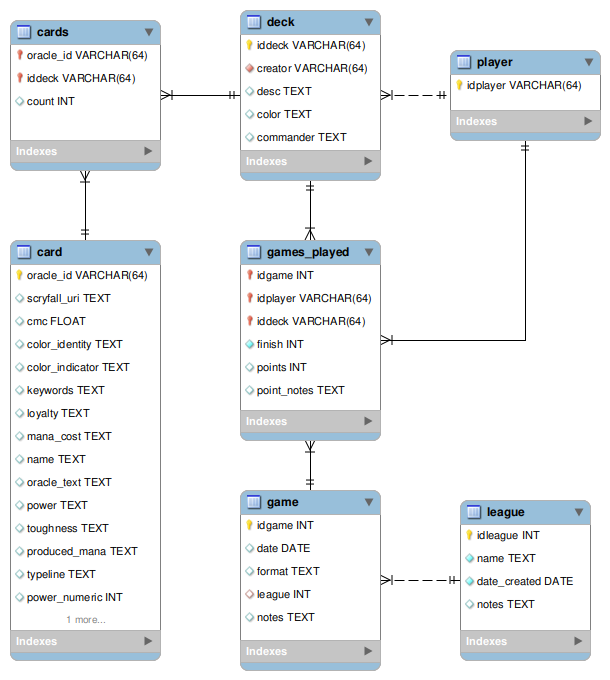 cards
oracle_id VARCHAR(64)
iddeck VARCHAR(64)
count INT
Indexes
deck
iddeck VARCHAR(64)
creator VARCHAR(64)
desc TEXT
color TEXT
commander TEXT
Indexes
player
idplayer VARCHAR(64)
Indexes
card
oracle_id VARCHAR(64)
scryfall_uri TEXT
cmc FLOAT
color_identity TEXT
color_indicator TEXT
keywords TEXT
loyalty TEXT
mana_cost TEXT
name TEXT
oracle_text TEXT
power TEXT
toughness TEXT
produced_mana TEXT
typeline TEXT
power_numeric INT
1 more...
Indexes
games_played
idgame INT
idplayer VARCHAR(64)
iddeck VARCHAR(64)
finish INT
points INT
point_notes TEXT
Indexes
game
idgame INT
date DATE
format TEXT
league INT
notes TEXT
Indexes
league
idleague INT
name TEXT
date_created DATE
notes TEXT
Indexes